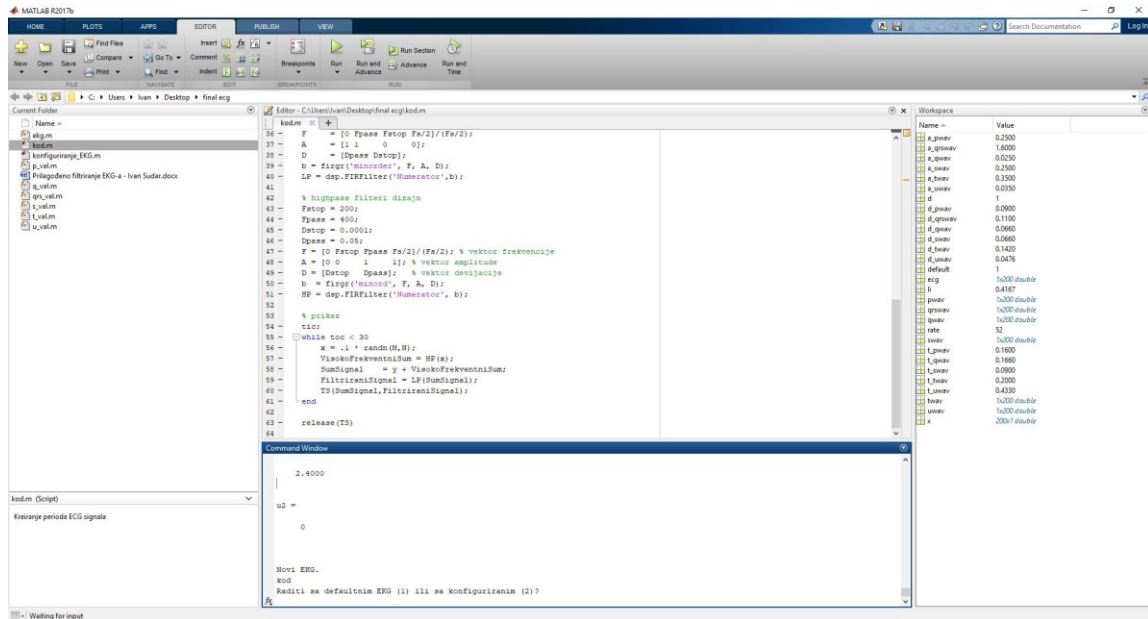 MATLAB R2017b
HOME PLOTS APPS EDITOR PUBLISH VIEW
Search Documentation Log In
New Open Save Find Files Compare Print Go To Find Insert Comment Indent Breakpoints Run Run and Advance Run Section Advance Run and Time
FILE NAVIGATE EDIT BREAKPOINTS RUN
C: Users Ivan Desktop final ecg
Current Folder
Name
ekg.m
kod.m
konfiguriranje_EKG.m
p_val.m
Prilagođeno filtriranje EKG-a - Ivan Sudar.docx
q_val.m
qrs_val.m
s_val.m
t_val.m
u_val.m
kod.m (Script)
Kreiranje perioda ECG signala
Editor - C:\Users\Ivan\Desktop\final ecg\kod.m
kod.m
36 - F = [0 Fpass Fstop Fs/2]/(Fs/2);
37 - A = [1 1 0 0];
38 - D = [Dpass Dstop];
39 - b = firgr('minorder', F, A, D);
40 - LP = dsp.FIRFilter('Numerator',b);
41
42 % highpass filteri dizajn
43 - Fstop = 200;
44 - Fpass = 400;
45 - Dstop = 0.0001;
46 - Dpass = 0.05;
47 - F = [0 Fstop Fpass Fs/2]/(Fs/2); % vektor frekvencije
48 - A = [0 0 1 1]; % vektor amplitude
49 - D = [Dstop Dpass]; % vektor devijacije
50 - b = firgr('minord', F, A, D);
51 - HP = dsp.FIRFilter('Numerator', b);
52
53 % prikaz
54 - tic;
55 - while toc < 30
56 - x = .1 * randn(M,N);
57 - VisokoFrekventniSum = HP(x);
58 - SumSignal = y + VisokoFrekventniSum;
59 - FiltriraniSignal = LP(SumSignal);
60 - TS(SumSignal,FiltriraniSignal);
61 - end
62
63 - release(TS)
64
Command Window
2.4000
u2 =
0
Novi EKG.
kod
Raditi sa defaultnim EKG (1) ili sa konfiguriranim (2)?
fx
Workspace
Name Value
a_pwav 0.2500
a_qrswav 1.6000
a_qwav 0.0250
a_swav 0.2500
a_twav 0.3500
a_uwav 0.0350
d 1
d_pwav 0.0900
d_qrswav 0.1100
d_qwav 0.0660
d_swav 0.0660
d_twav 0.1420
d_uwav 0.0476
default 1
ecg 1x200 double
li 0.4167
pwav 1x200 double
qrswav 1x200 double
qwav 1x200 double
rate 52
swav 1x200 double
t_pwav 0.1600
t_qwav 0.1660
t_swav 0.0900
t_twav 0.2000
t_uwav 0.4330
twav 1x200 double
uwav 1x200 double
x 200x1 double
Waiting for input